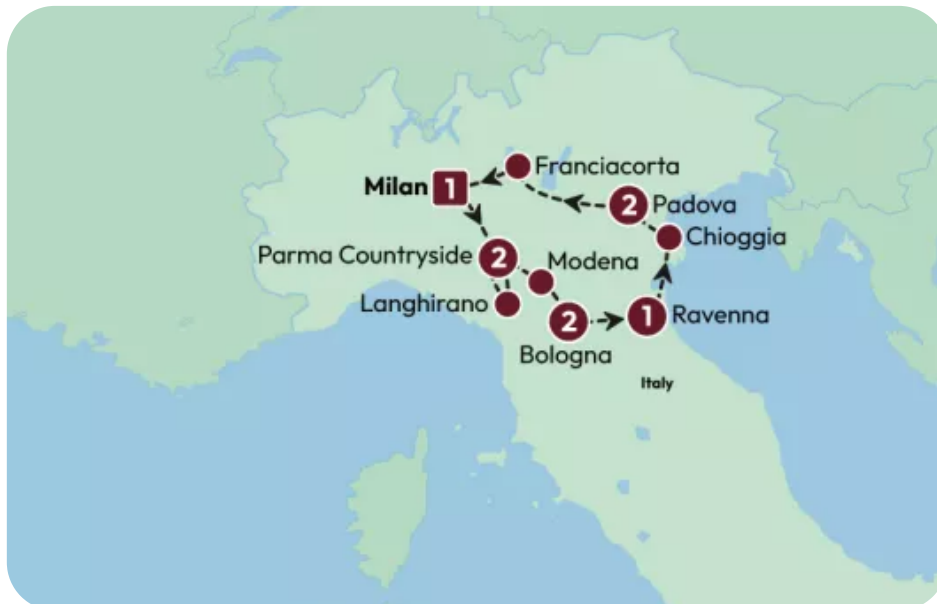 Franciacorta
Milan 1
2 Padova
Chioggia
Parma Countryside 2
Modena
Langhirano
2
Bologna
1 Ravenna
Italy